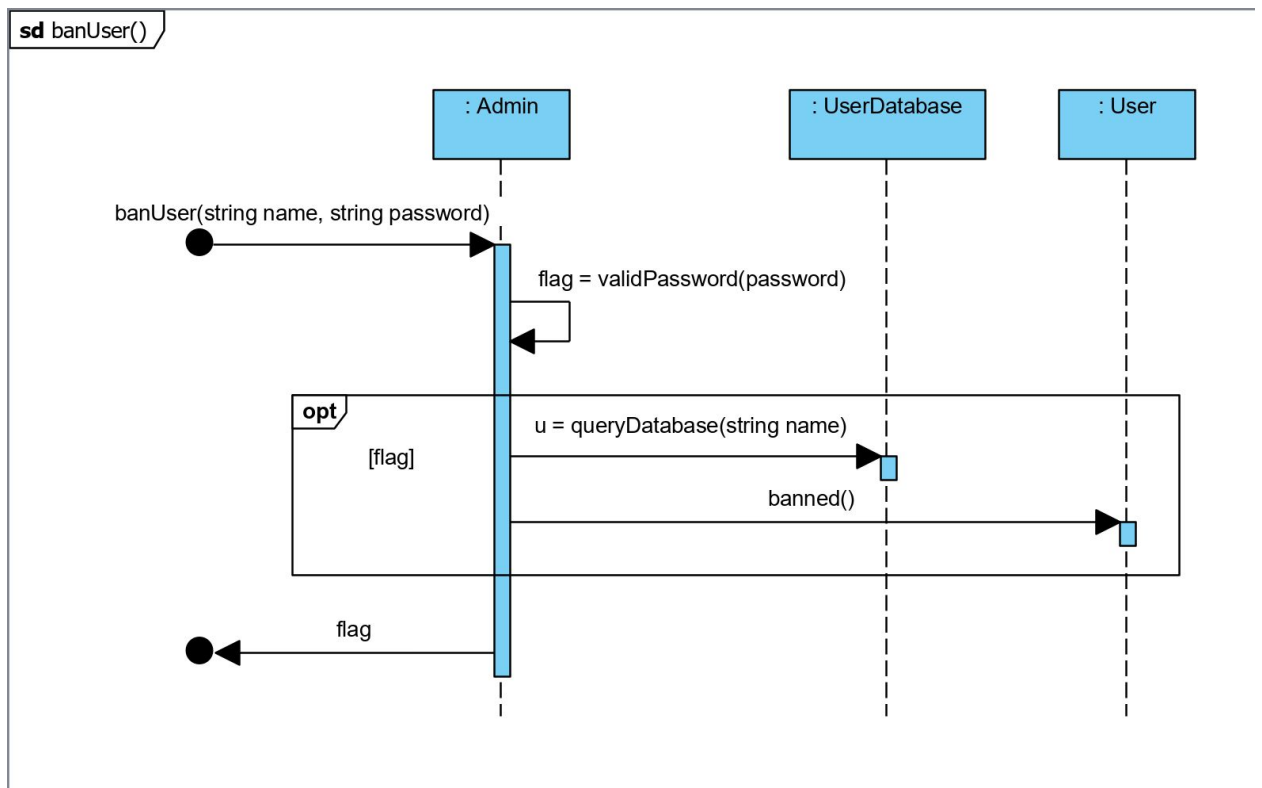 sd banUser()
: Admin
: UserDatabase
: User
banUser(string name, string password)
flag = validPassword(password)
opt
u = queryDatabase(string name)
[flag]
banned()
flag